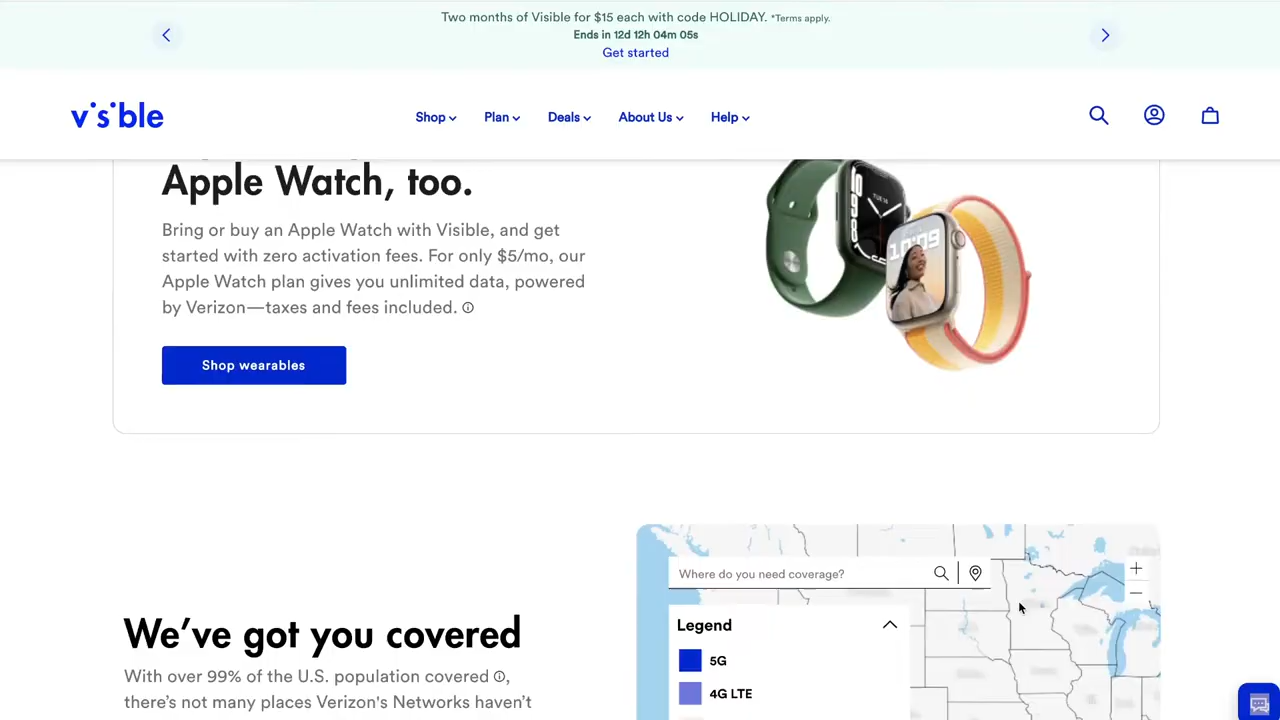 Two months of Visible for $15 each with code HOLIDAY. *Terms apply.
Ends in 12d 12h 04m 05s
Get started
visible
Shop
Plan
Deals
About Us
Help
Apple Watch, too.
Bring or buy an Apple Watch with Visible, and get
started with zero activation fees. For only $5/mo, our
Apple Watch plan gives you unlimited data, powered
by Verizon—taxes and fees included.
Shop wearables
10:09
We've got you covered
With over 99% of the U.S. population covered ,
there's not many places Verizon's Networks haven't
Where do you need coverage?
Legend
5G
4G LTE